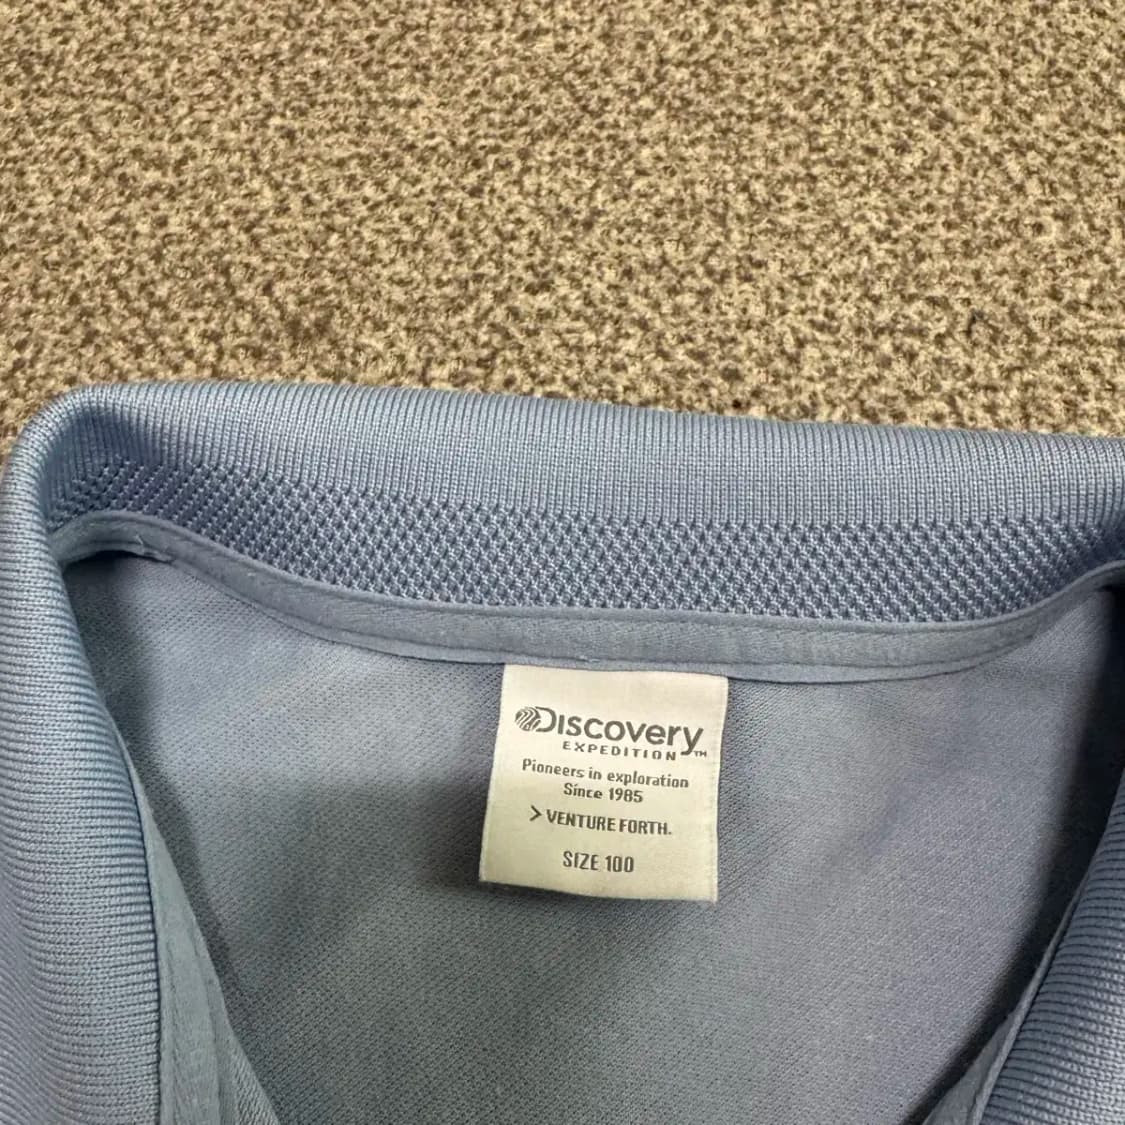 DISCOVERY
EXPEDITION™
Pioneers in exploration
Since 1985
> VENTURE FORTH.
SIZE 100